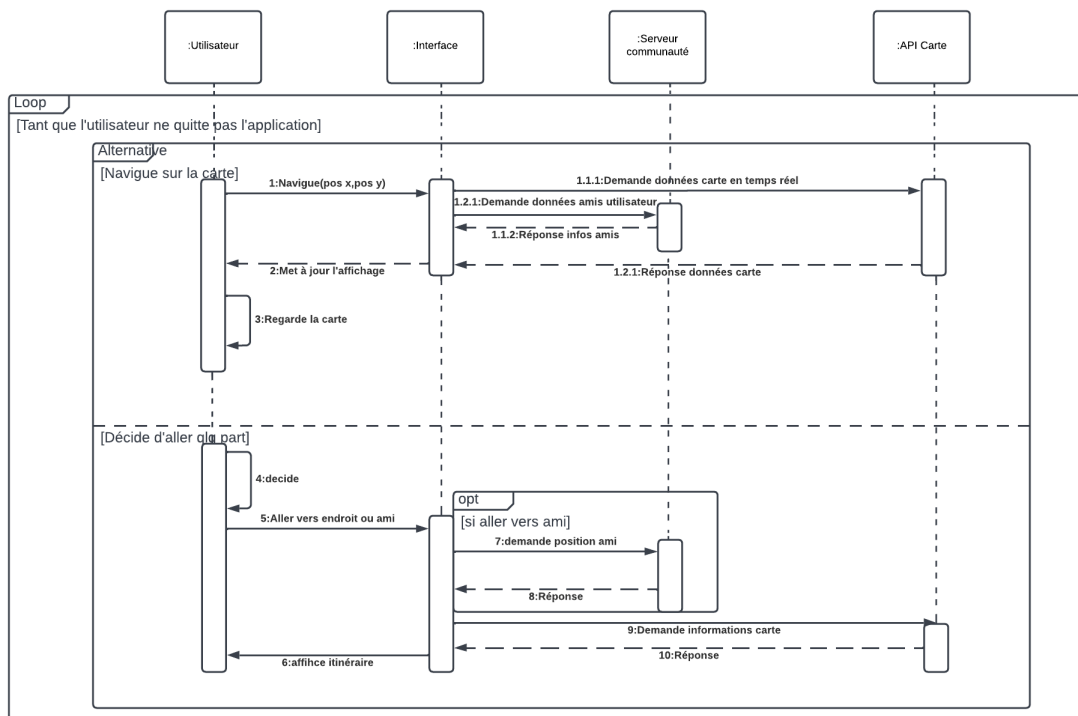 :Utilisateur
:Interface
:Serveur
communauté
:API Carte
Loop
[Tant que l'utilisateur ne quitte pas l'application]
Alternative
[Navigue sur la carte]
1:Navigue(pos x,pos y)
1.1.1:Demande données carte en temps réel
1.2.1:Demande données amis utilisateur
1.1.2:Réponse infos amis
2:Met à jour l'affichage
1.2.1:Réponse données carte
3:Regarde la carte
[Décide d'aller qlq part]
4:decide
opt
5:Aller vers endroit ou ami
[si aller vers ami]
7:demande position ami
8:Réponse
9:Demande informations carte
10:Réponse
6:affihce itinéraire